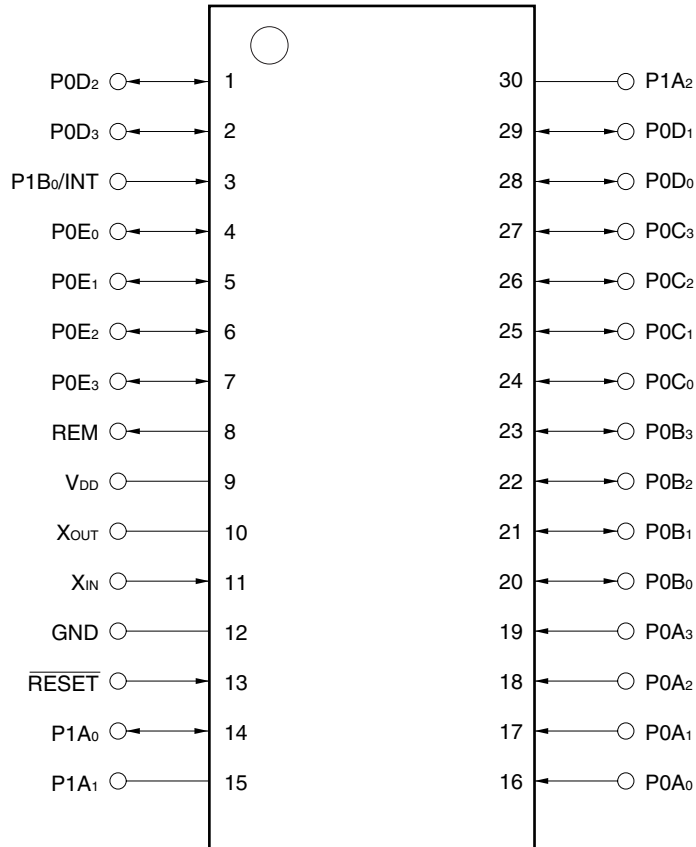 P0D₂ 1 30 P1A₂
P0D₃ 2 29 P0D₁
P1B₀/INT 3 28 P0D₀
P0E₀ 4 27 P0C₃
P0E₁ 5 26 P0C₂
P0E₂ 6 25 P0C₁
P0E₃ 7 24 P0C₀
REM 8 23 P0B₃
VDD 9 22 P0B₂
XOUT 10 21 P0B₁
XIN 11 20 P0B₀
GND 12 19 P0A₃
RESET 13 18 P0A₂
P1A₀ 14 17 P0A₁
P1A₁ 15 16 P0A₀